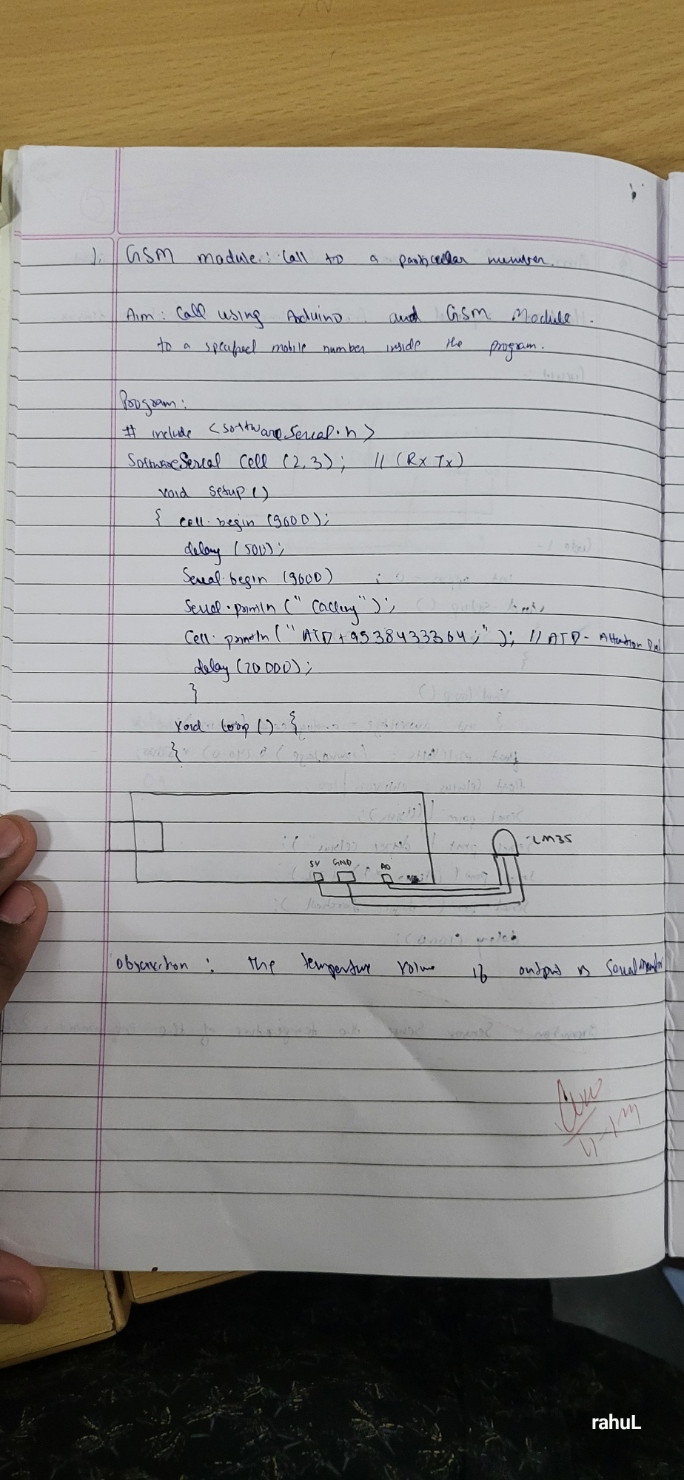 1. GSM module: Call to a particular number.
Aim: Call using Arduino and GSM Module.
to a specified mobile number inside the program.
Program:
# include <SoftwareSerial.h>
SoftwareSerial Cell (2,3); // (Rx Tx)
void setup ()
{ cell.begin (9600);
delay (500);
Serial.begin (9600) ;
Serial.println (" Calling");
Cell.println (" ATD + 9538433364 ;"); // ATD - Attention Dial
delay (20000);
}
void loop () {
}
5V GND A0
LM35
Observation : The temperature value is output
rahuL